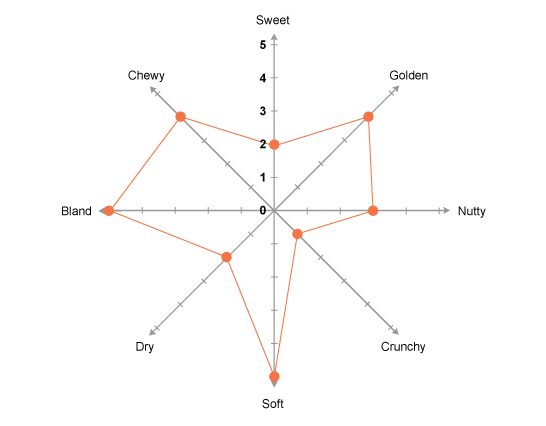 Sweet
5
Chewy
Golden
4
3
2
1
Bland
0
Nutty
Dry
Crunchy
Soft